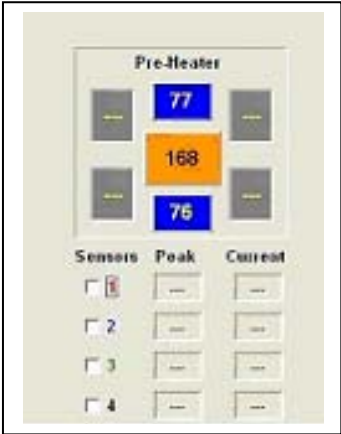 Pre-Heater
77
--- ---
168
--- ---
76
Sensors Peak Current
1 --- ---
2 --- ---
3 --- ---
4 --- ---